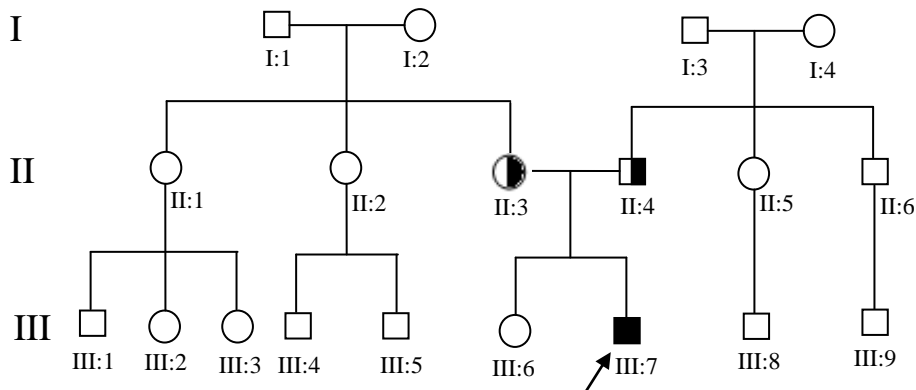 I
I:1 I:2 I:3 I:4
II
II:1 II:2 II:3 II:4 II:5 II:6
III
III:1 III:2 III:3 III:4 III:5 III:6 III:7 III:8 III:9